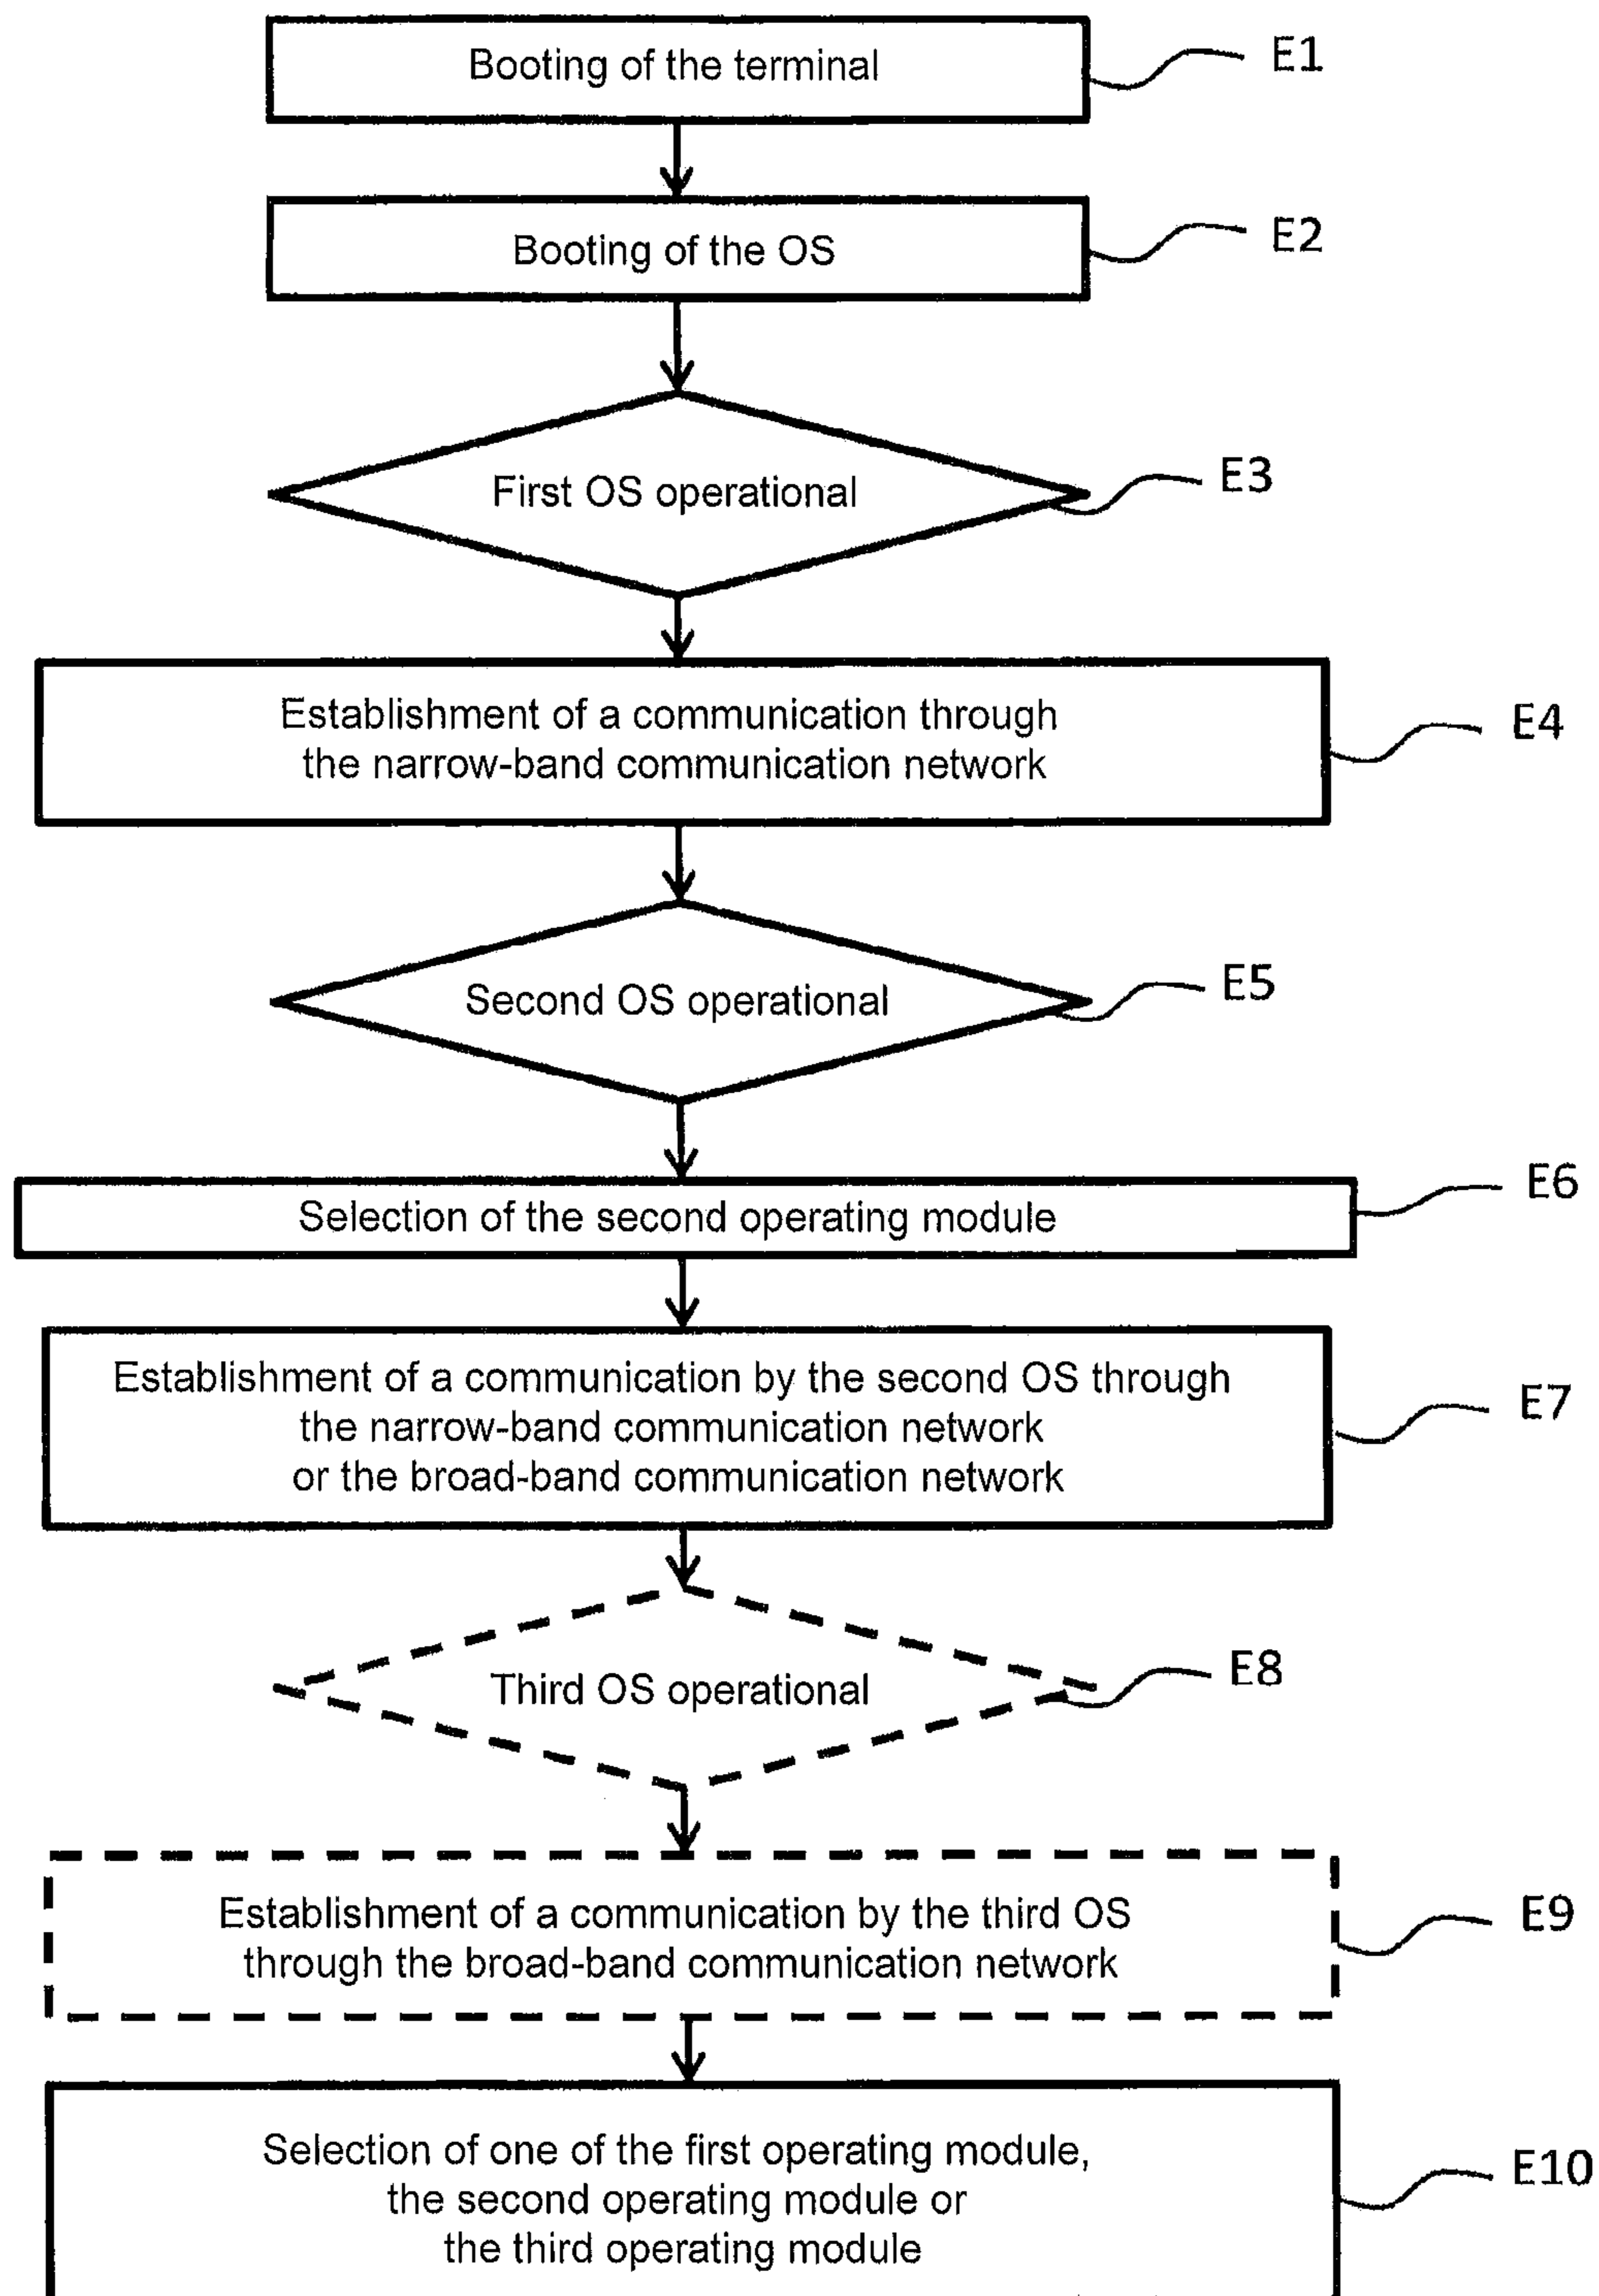 Booting of the terminal
E1
Booting of the OS
E2
First OS operational
E3
Establishment of a communication through
the narrow-band communication network
E4
Second OS operational
E5
Selection of the second operating module
E6
Establishment of a communication by the second OS through
the narrow-band communication network
or the broad-band communication network
E7
Third OS operational
E8
Establishment of a communication by the third OS
through the broad-band communication network
E9
Selection of one of the first operating module,
the second operating module or
the third operating module
E10